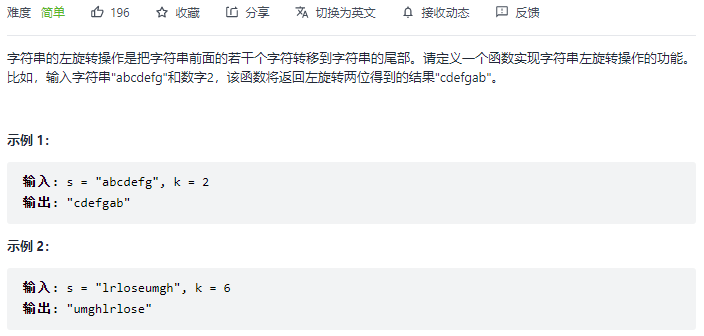 难度 简单 196 收藏 分享 切换为英文 接收动态 反馈
字符串的左旋转操作是把字符串前面的若干个字符转移到字符串的尾部。请定义一个函数实现字符串左旋转操作的功能。
比如，输入字符串"abcdefg"和数字2，该函数将返回左旋转两位得到的结果"cdefgab"。
示例 1：
输入: s = "abcdefg", k = 2
输出: "cdefgab"
示例 2：
输入: s = "lrloseumgh", k = 6
输出: "umghlrlose"